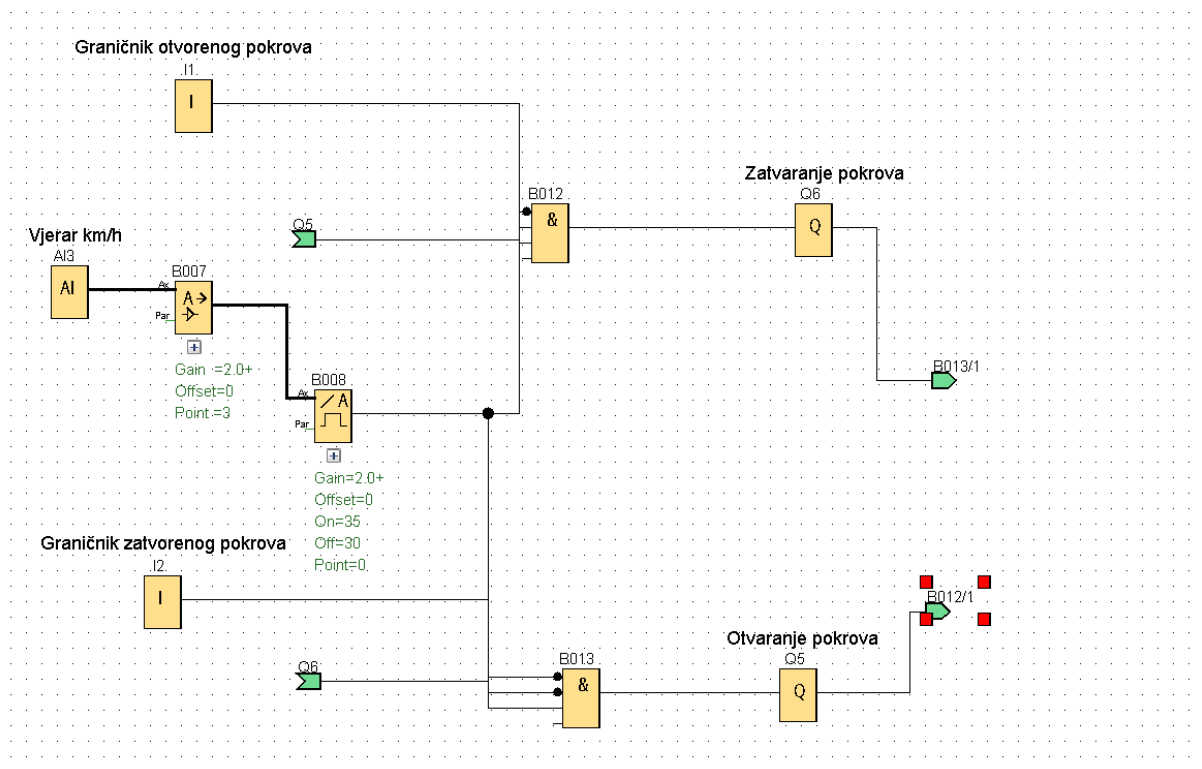 Graničnik otvorenog pokrova
I1
I
Zatvaranje pokrova
B012
Q6
&
Q
Q5
Vjerar km/h
AI3
AI
B007
Ax
A
Par
Gain =2.0+
Offset=0
Point =3
B013/1
B008
Ax
A
Par
Gain=2.0+
Offset=0
On=35
Off=30
Point=0
Graničnik zatvorenog pokrova
I2
I
B012/1
Otvaranje pokrova
Q6
B013
Q5
&
Q